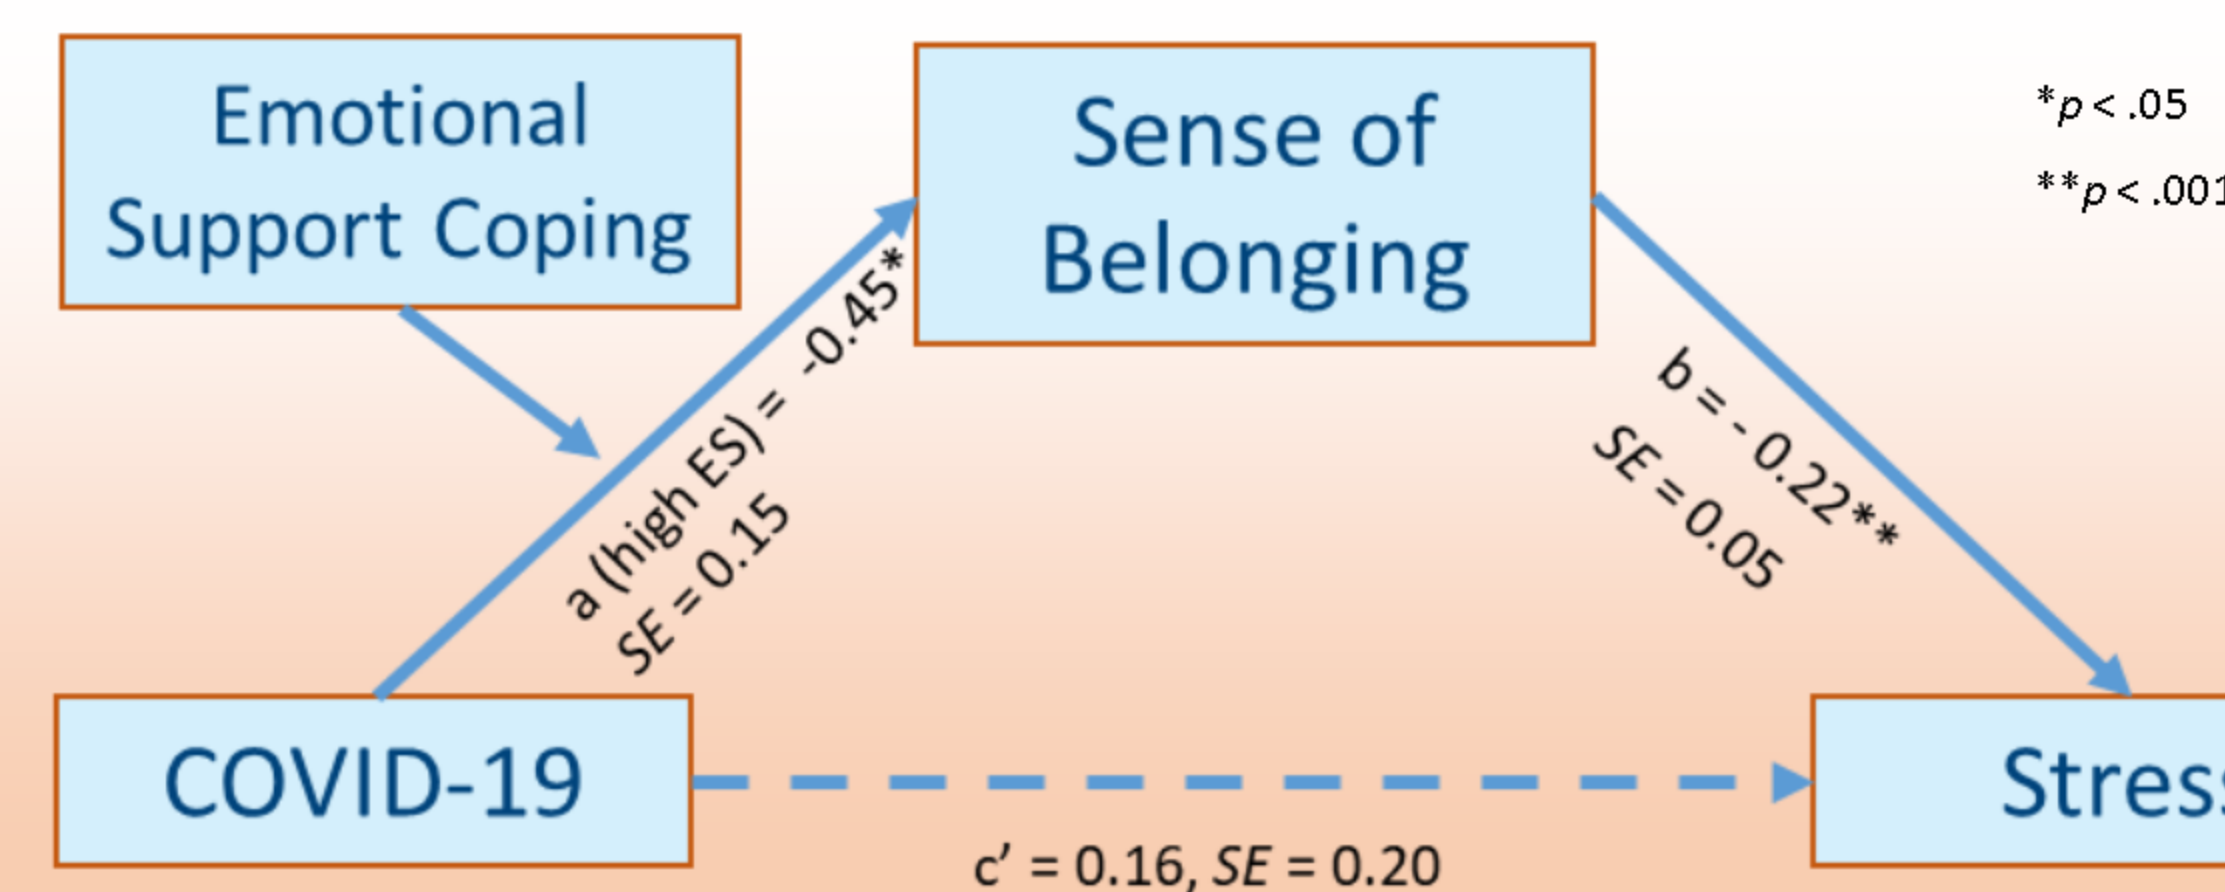 Emotional
Support Coping
Sense of
Belonging
*p < .05
**p < .001
a (high ES) = -0.45*
SE = 0.15
b = - 0.22**
SE = 0.05
COVID-19
Stress
c’ = 0.16, SE = 0.20